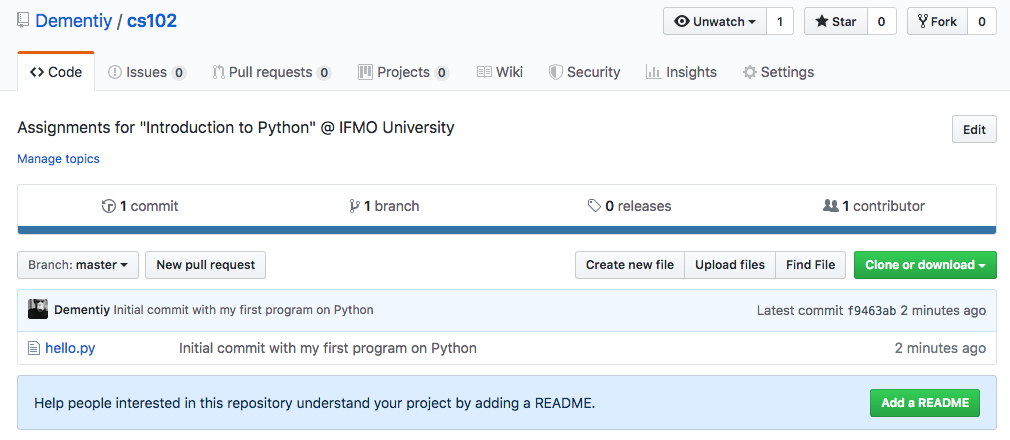 Dementiy / cs102 Unwatch 1 Star 0 Fork 0
Code Issues 0 Pull requests 0 Projects 0 Wiki Security Insights Settings
Assignments for "Introduction to Python" @ IFMO University Edit
Manage topics
1 commit 1 branch 0 releases 1 contributor
Branch: master New pull request Create new file Upload files Find File Clone or download
Dementiy Initial commit with my first program on Python Latest commit f9463ab 2 minutes ago
hello.py Initial commit with my first program on Python 2 minutes ago
Help people interested in this repository understand your project by adding a README. Add a README